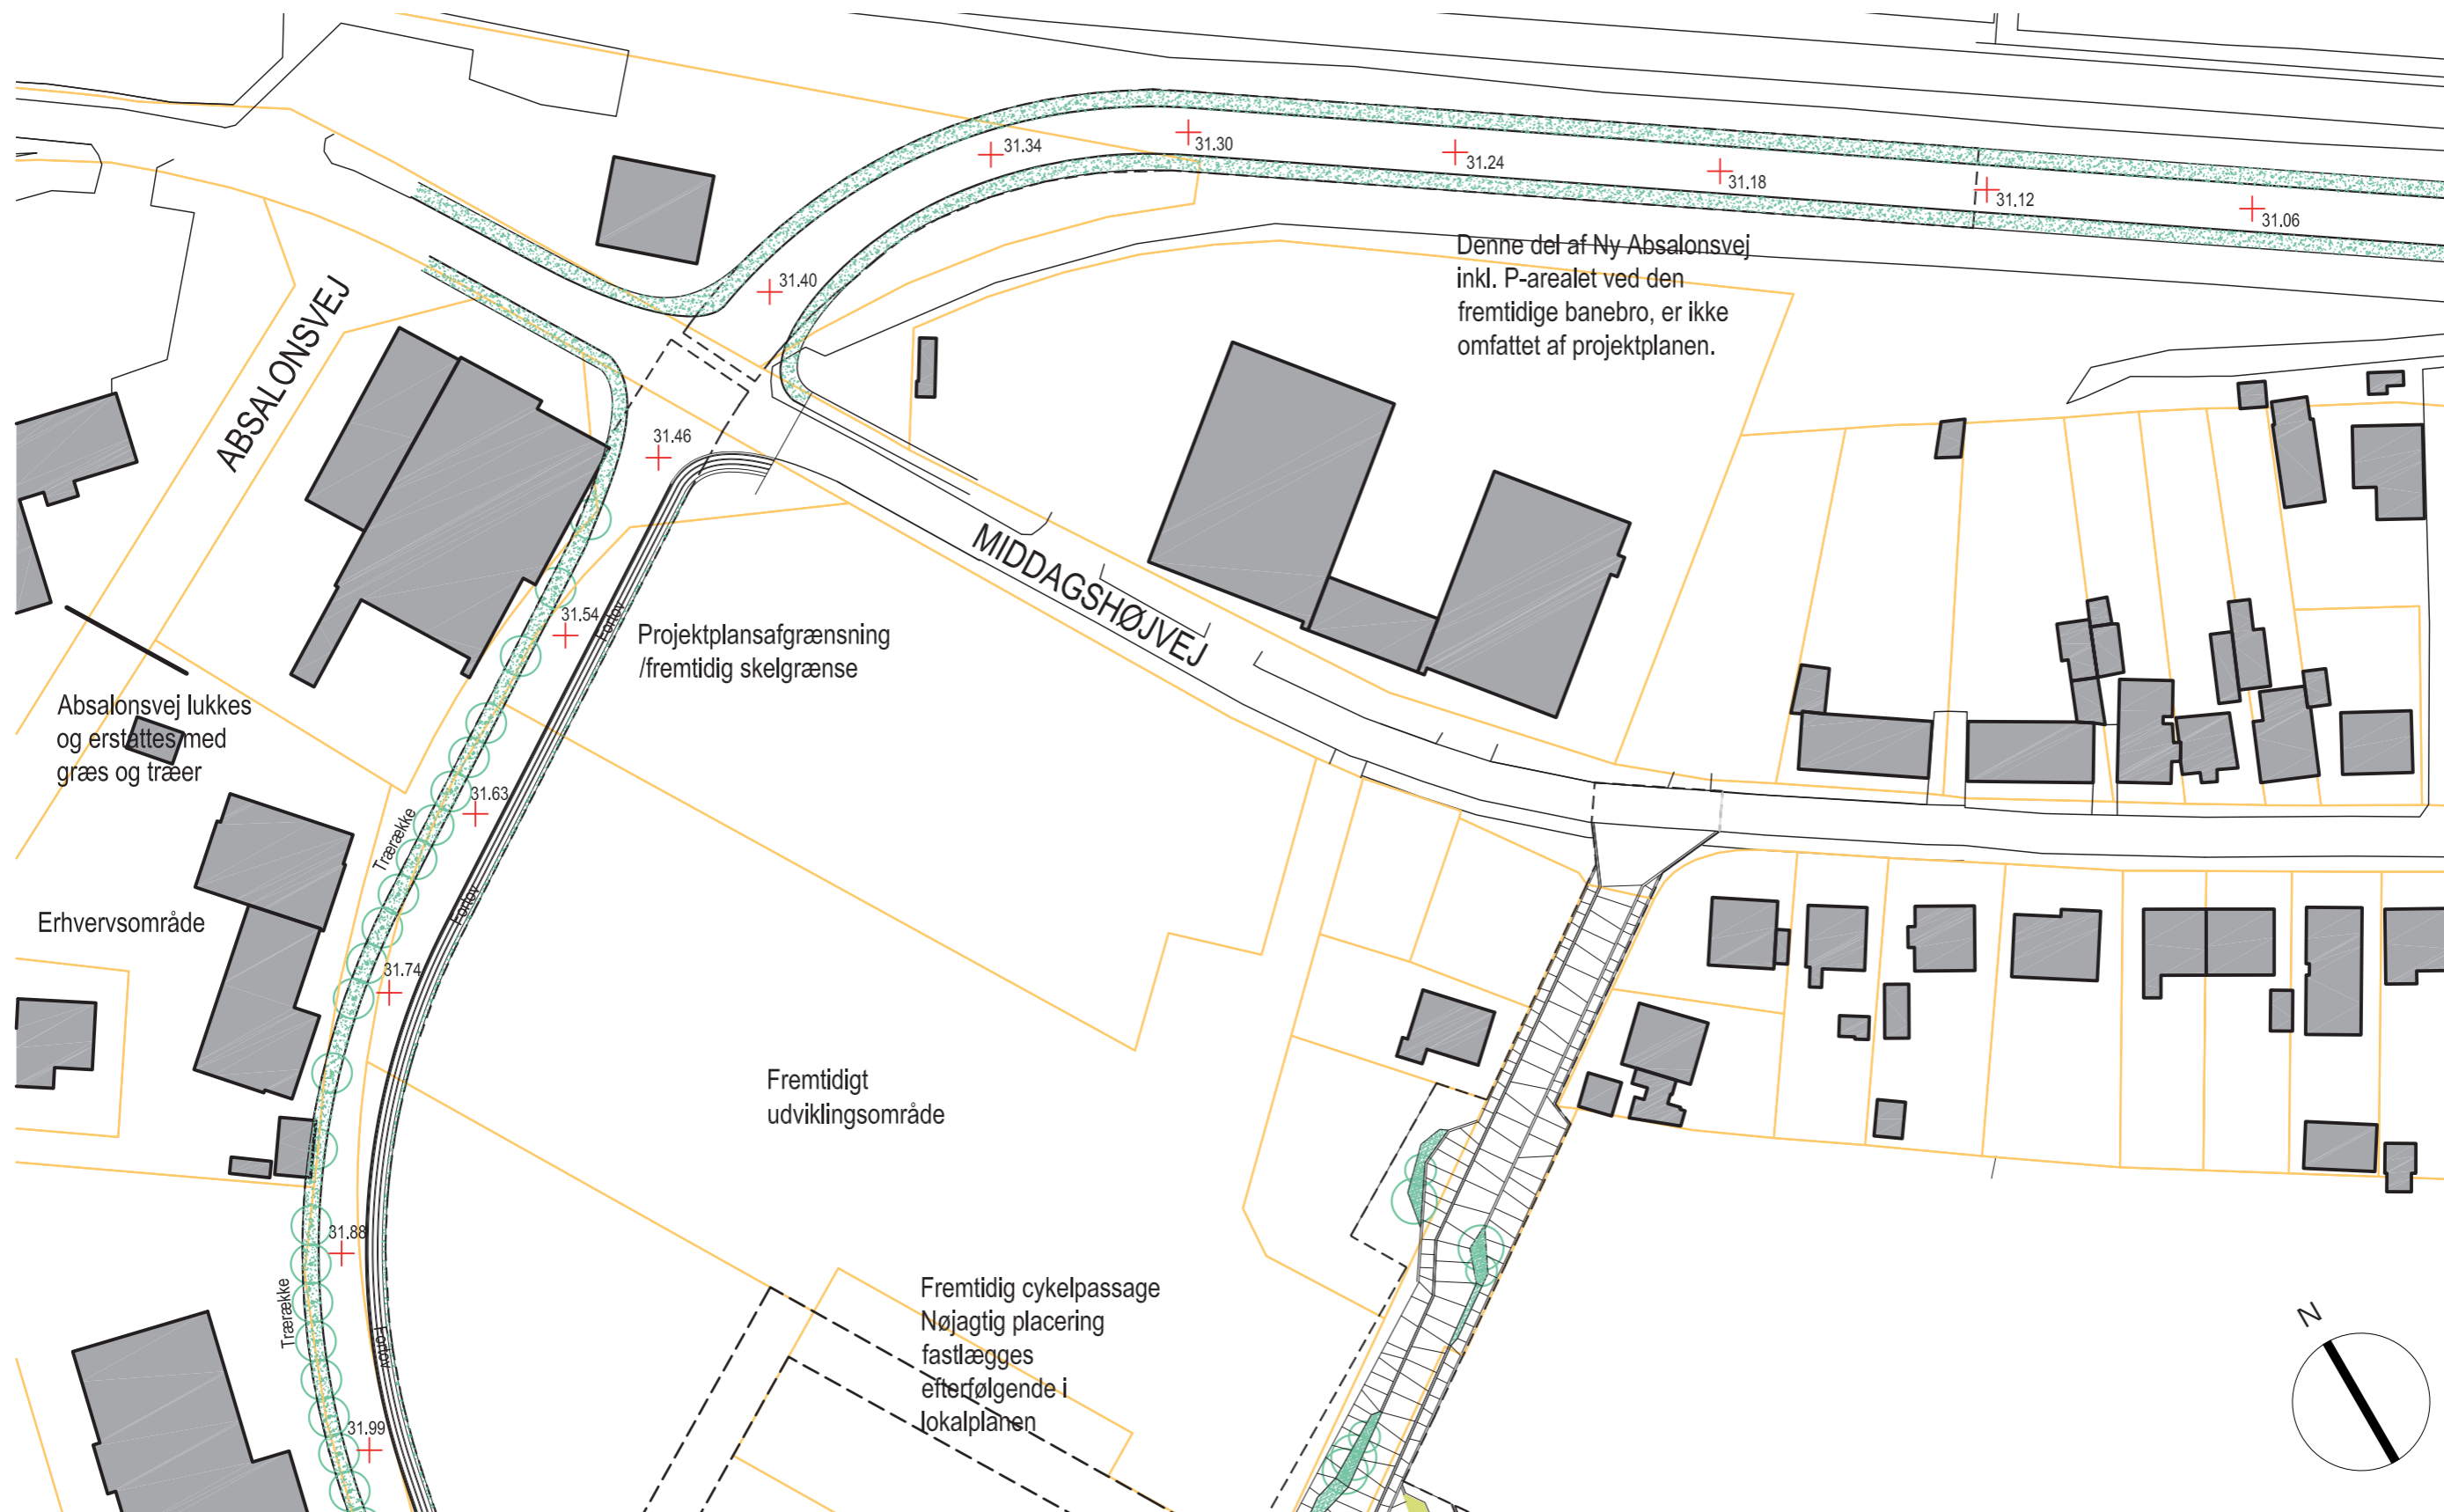 31.34
31.30
31.24
31.18
31.12
31.06
Denne del af Ny Absalonsvej
inkl. P-arealet ved den
fremtidige banebro, er ikke
omfattet af projektplanen.
31.40
ABSALONSVEJ
31.46
MIDDAGSHØJVEJ
31.54
Fortov
Projektplansafgrænsning
/fremtidig skelgrænse
Absalonsvej lukkes
og erstattes med
græs og træer
31.63
Trærække
Fortov
Erhvervsområde
31.74
Fremtidigt
udviklingsområde
31.88
Trærække
Fortov
Fremtidig cykelpassage
Nøjagtig placering
fastlægges
efterfølgende i
lokalplanen
31.99
N